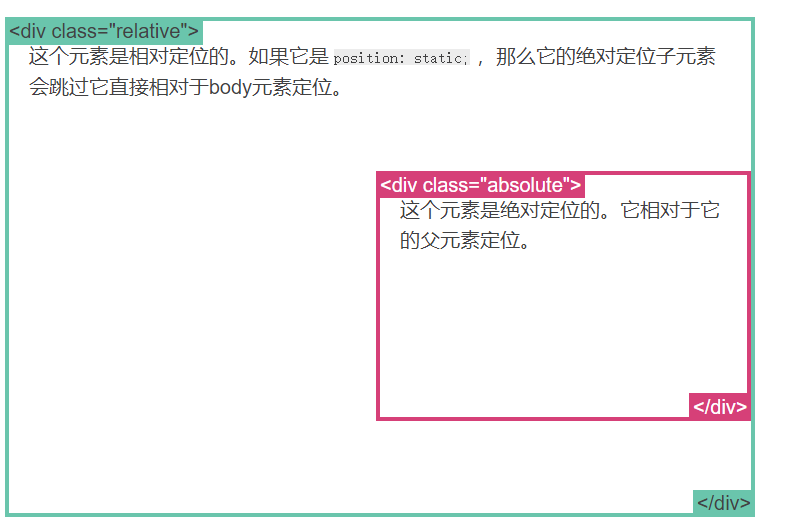 <div class="relative">
这个元素是相对定位的。如果它是 position: static; ，那么它的绝对定位子元素
会跳过它直接相对于body元素定位。
<div class="absolute">
这个元素是绝对定位的。它相对于它
的父元素定位。
</div>
</div>